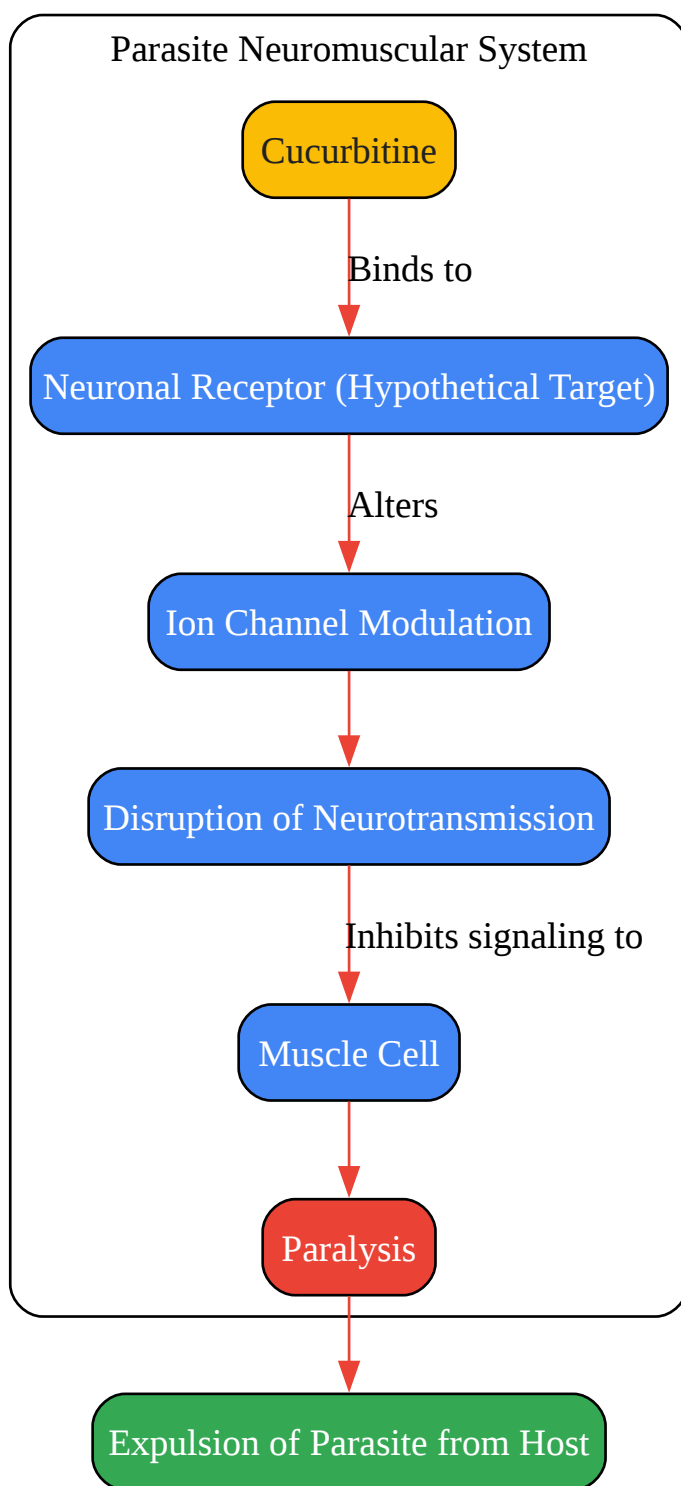 Parasite Neuromuscular System
Cucurbitine
Binds to
Neuronal Receptor (Hypothetical Target)
Alters
Ion Channel Modulation
Disruption of Neurotransmission
Inhibits signaling to
Muscle Cell
Paralysis
Expulsion of Parasite from Host